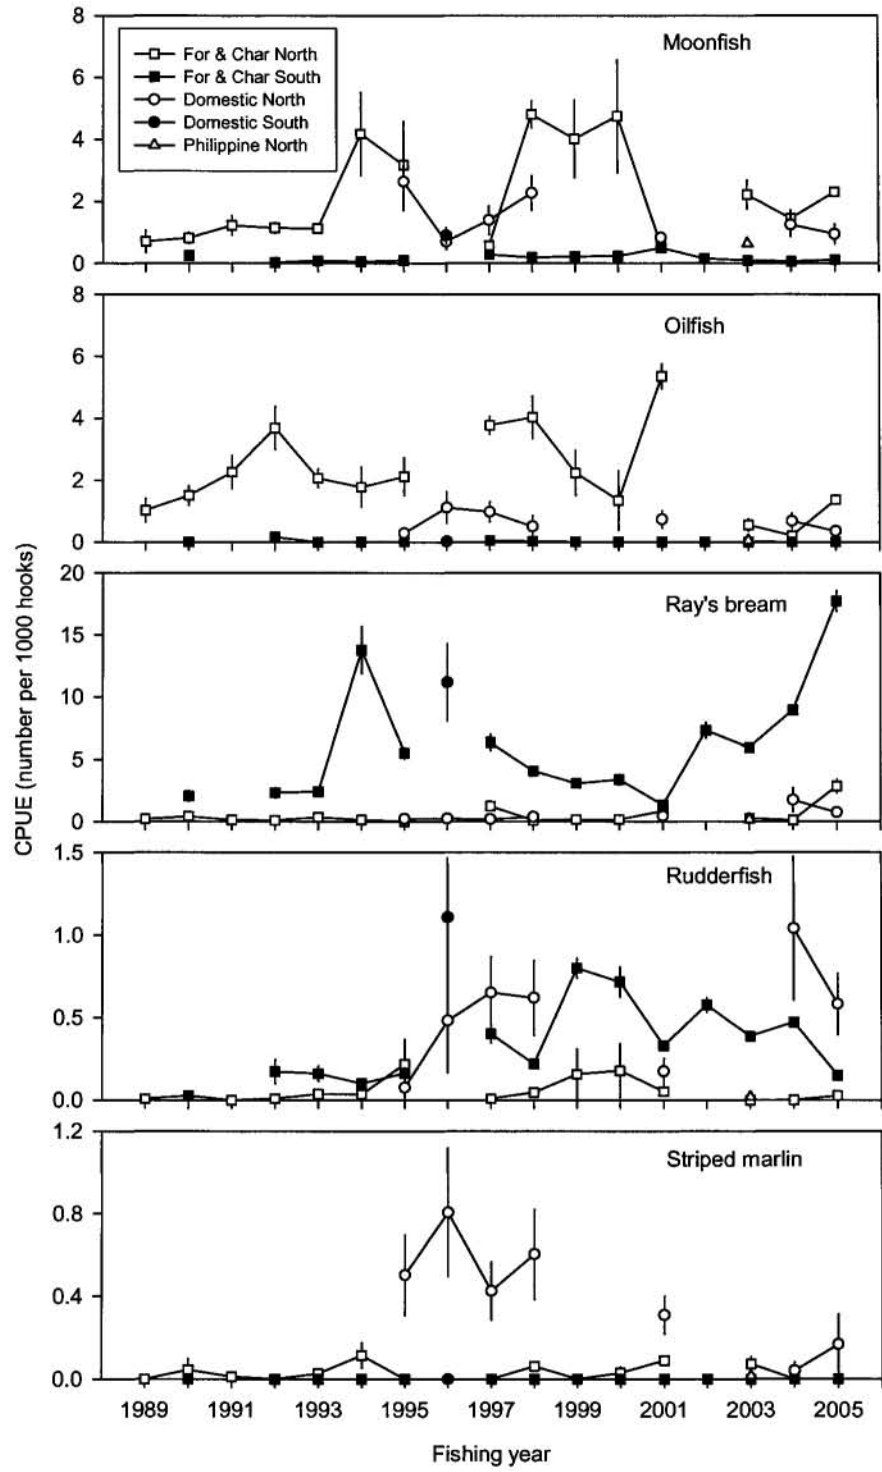 8
Moonfish
For & Char North
For & Char South
Domestic North
Domestic South
Philippine North
6
4
2
0
8
Oilfish
6
4
2
0
CPUE (number per 1000 hooks)
20
Ray's bream
15
10
5
0
1.5
Rudderfish
1.0
0.5
0.0
1.2
Striped marlin
0.8
0.4
0.0
1989 1991 1993 1995 1997 1999 2001 2003 2005
Fishing year